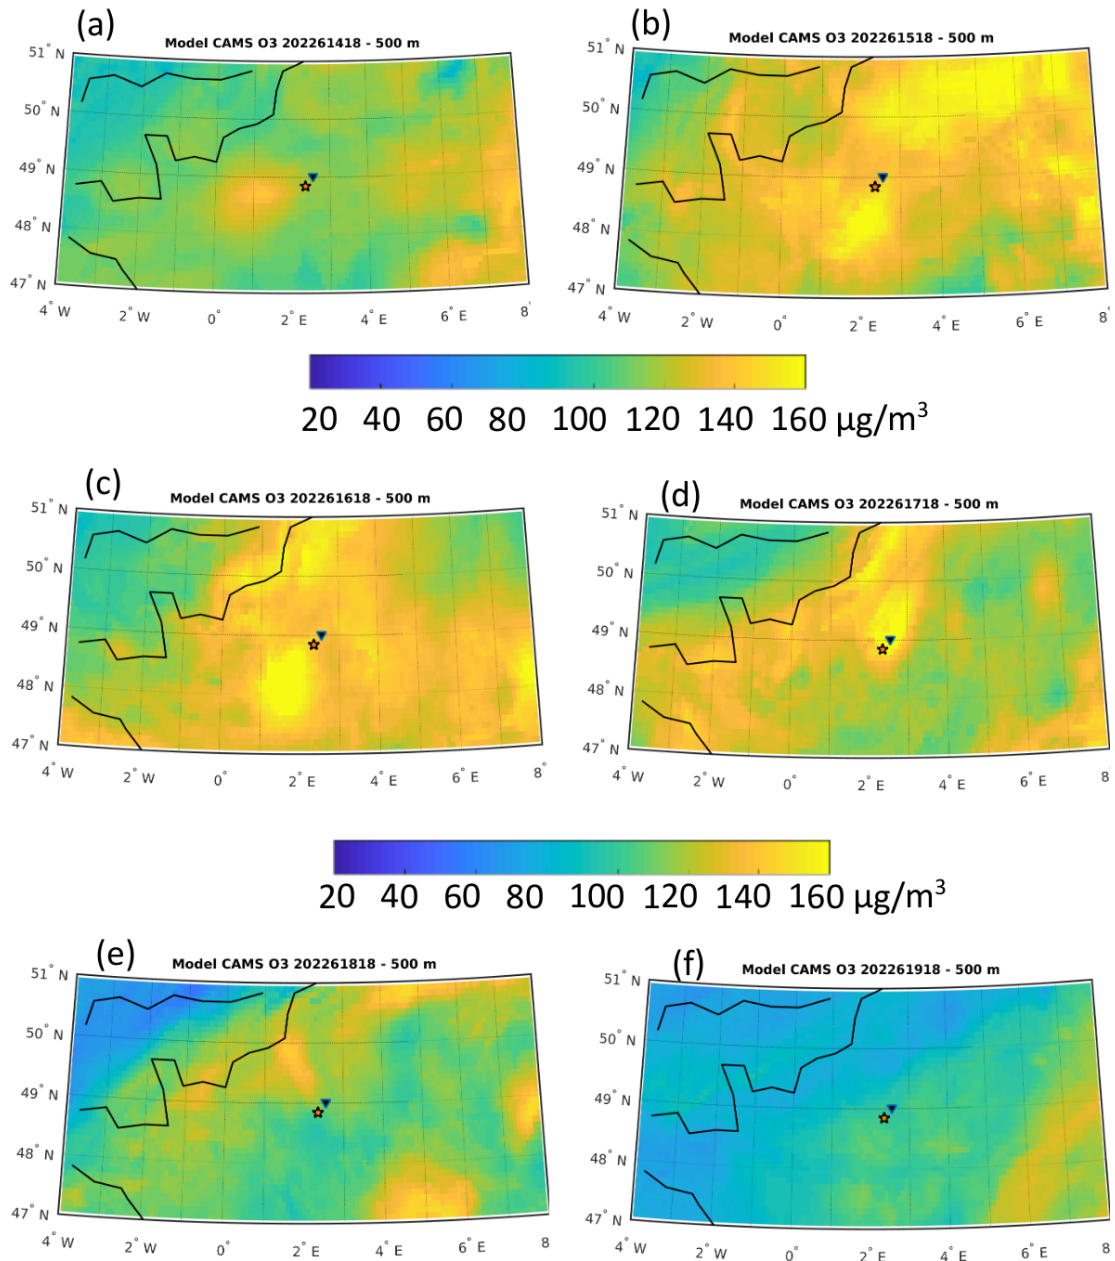 (a) (b)
Model CAMS O3 202261418 - 500 m Model CAMS O3 202261518 - 500 m
51° N 51° N
50° N 50° N
49° N 49° N
48° N 48° N
47° N 47° N
4° W 2° W 0° 2° E 4° E 6° E 8° 4° W 2° W 0° 2° E 4° E 6° E 8°
20 40 60 80 100 120 140 160 µg/m³
(c) (d)
Model CAMS O3 202261618 - 500 m Model CAMS O3 202261718 - 500 m
51° N 51° N
50° N 50° N
49° N 49° N
48° N 48° N
47° N 47° N
4° W 2° W 0° 2° E 4° E 6° E 8° 4° W 2° W 0° 2° E 4° E 6° E 8°
20 40 60 80 100 120 140 160 µg/m³
(e) (f)
Model CAMS O3 202261818 - 500 m Model CAMS O3 202261918 - 500 m
51° N 51° N
50° N 50° N
49° N 49° N
48° N 48° N
47° N 47° N
4° W 2° W 0° 2° E 4° E 6° E 8° 4° W 2° W 0° 2° E 4° E 6° E 8°